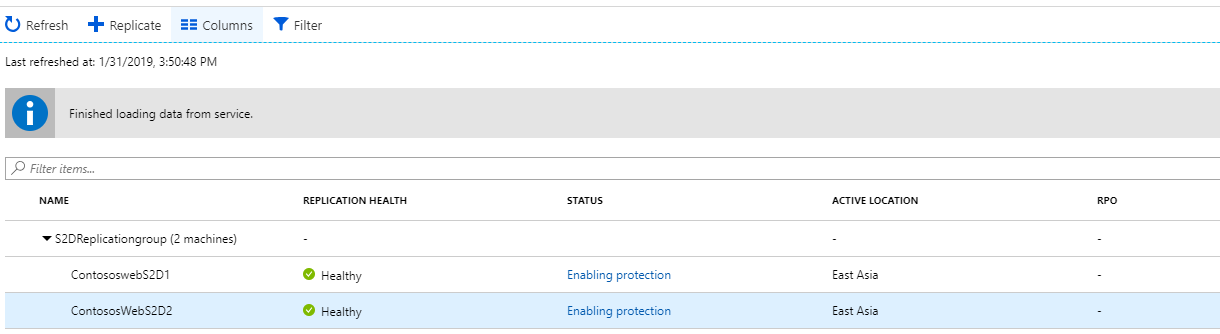 Refresh Replicate Columns Filter
Last refreshed at: 1/31/2019, 3:50:48 PM
Finished loading data from service.
Filter items...
NAME REPLICATION HEALTH STATUS ACTIVE LOCATION RPO
S2DReplicationgroup (2 machines) - - -
ContososwebS2D1 Healthy Enabling protection East Asia -
ContososWebS2D2 Healthy Enabling protection East Asia -